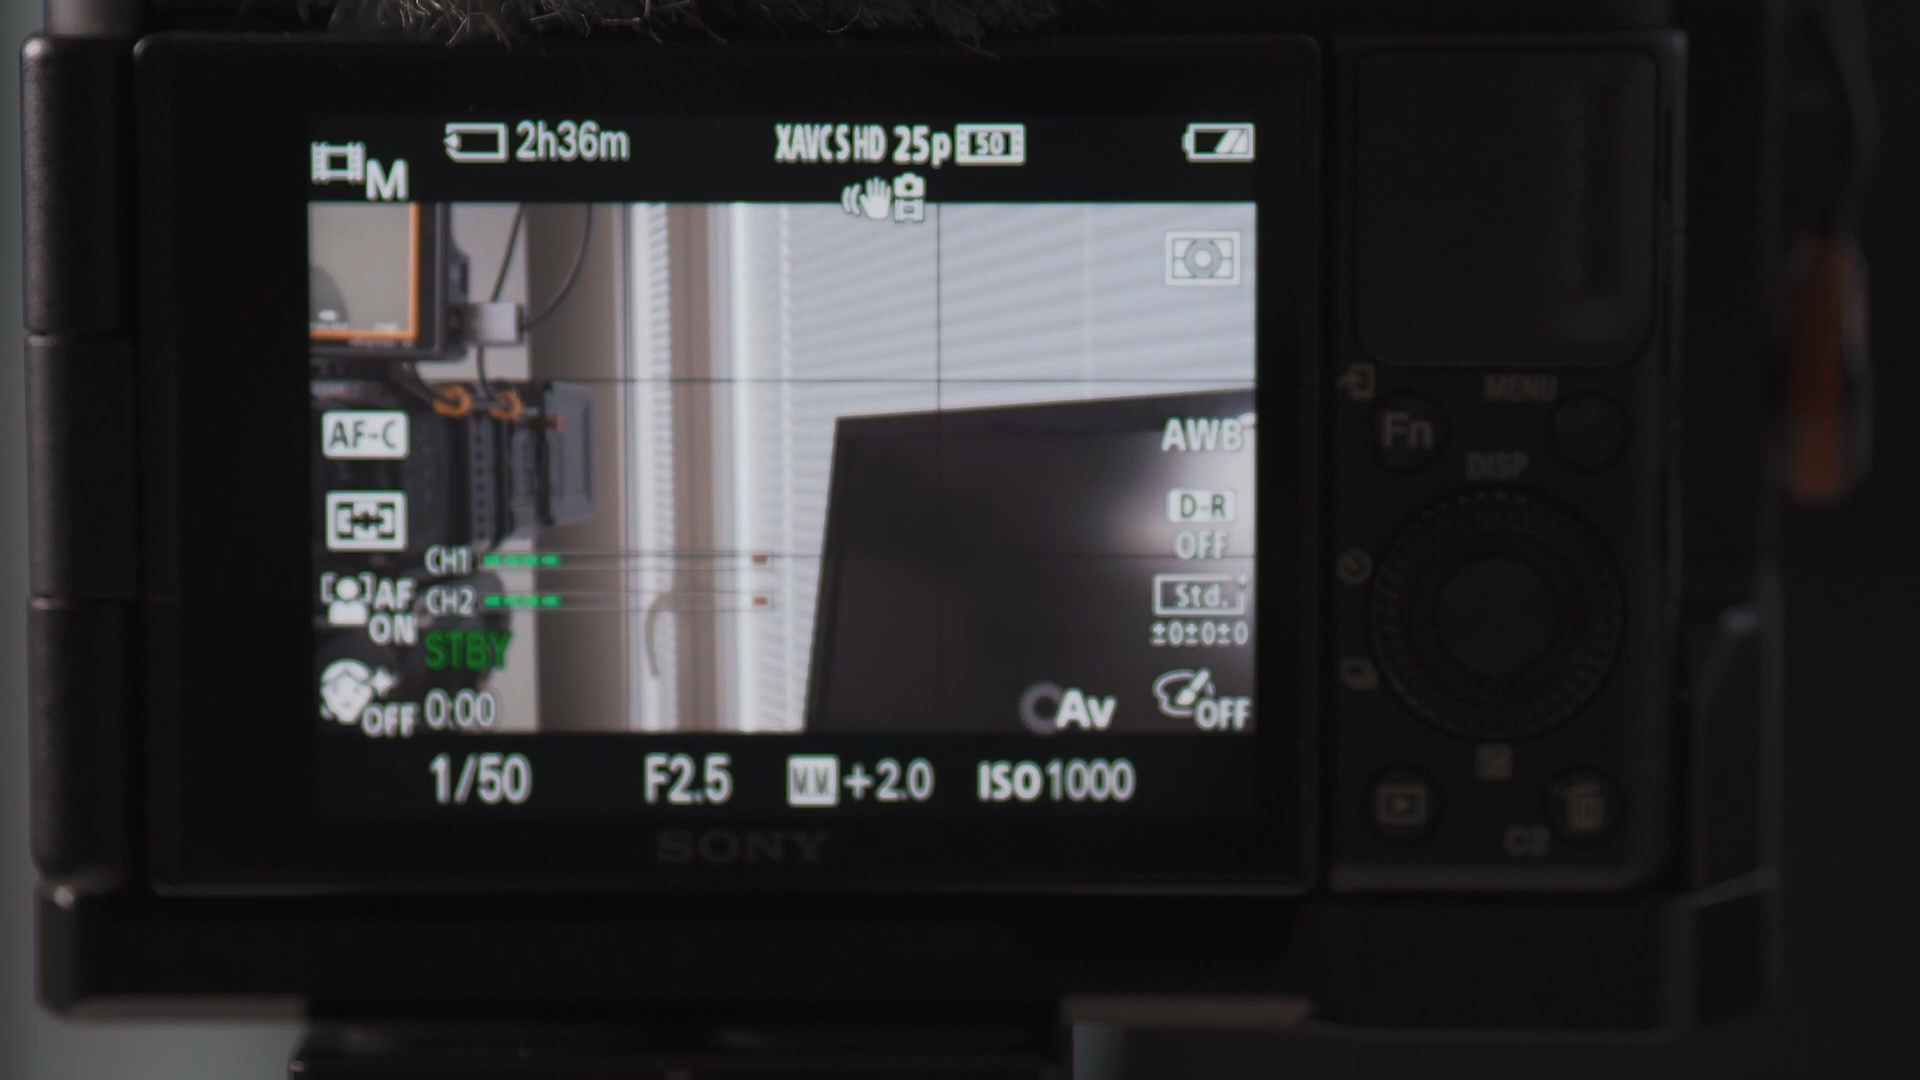 2h36m XAVC S HD 25p 50
M
AF-C
AWB
D-R
OFF
CH1
CH2
AF
ON
Std.
±0±0±0
STBY
OFF
0:00
Av
OFF
1/50 F2.5 MM +2.0 ISO1000
SONY
MENU
Fn
DISP
C2